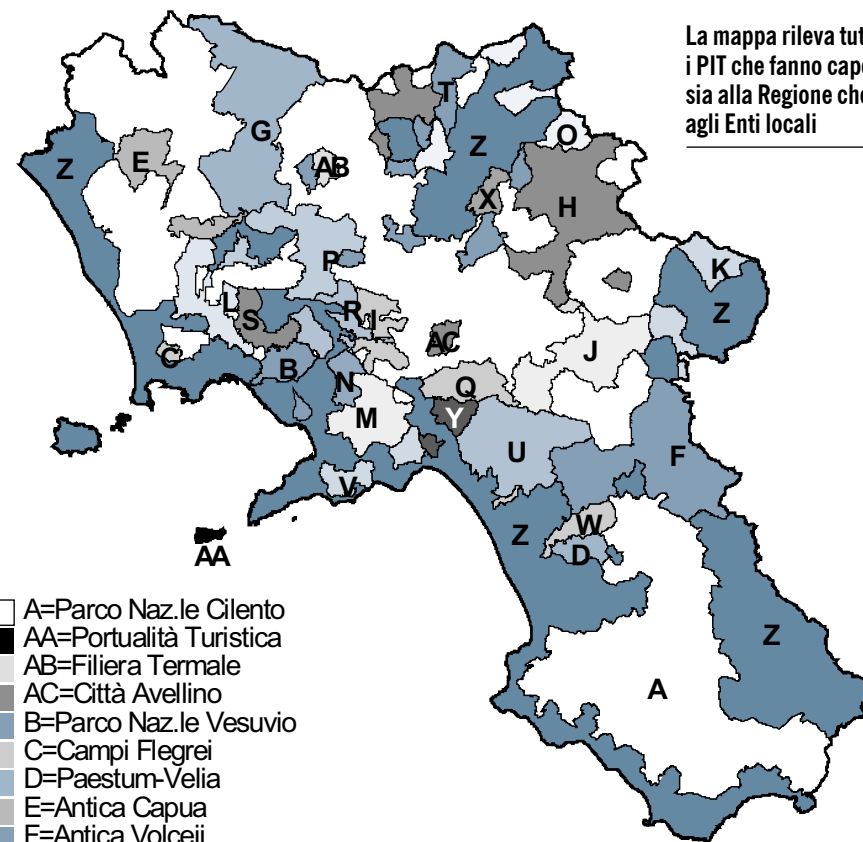 La mappa rileva tut
i PIT che fanno capo
sia alla Regione che
agli Enti locali
T
G
Z
O
Z
E
AB
X
H
P
K
L
R
I
Z
S
AC
C
J
B
N
Q
M
Y
U
F
V
W
Z
D
AA
Z
A
A=Parco Naz.le Cilento
AA=Portualità Turistica
AB=Filiera Termale
AC=Città Avellino
B=Parco Naz.le Vesuvio
C=Campi Flegrei
D=Paestum-Velia
E=Antica Capua
F=Antica Volceij